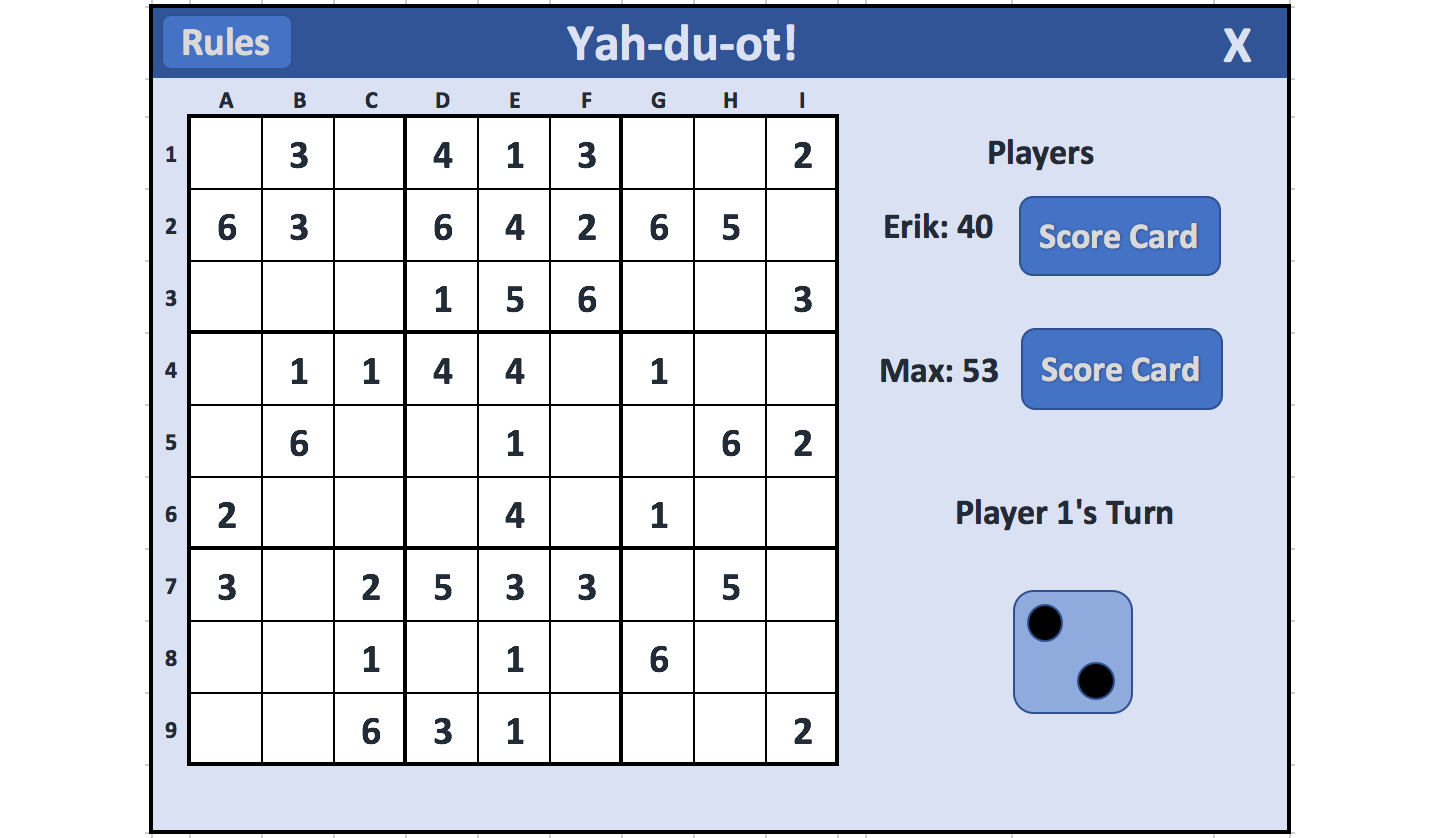 Rules Yah-du-ot! X
A B C D E F G H I
1 3 4 1 3 2
2 6 3 6 4 2 6 5
3 1 5 6 3
4 1 1 4 4 1
5 6 1 6 2
6 2 4 1
7 3 2 5 3 3 5
8 1 1 6
9 6 3 1 2
Players
Erik: 40 Score Card
Max: 53 Score Card
Player 1's Turn